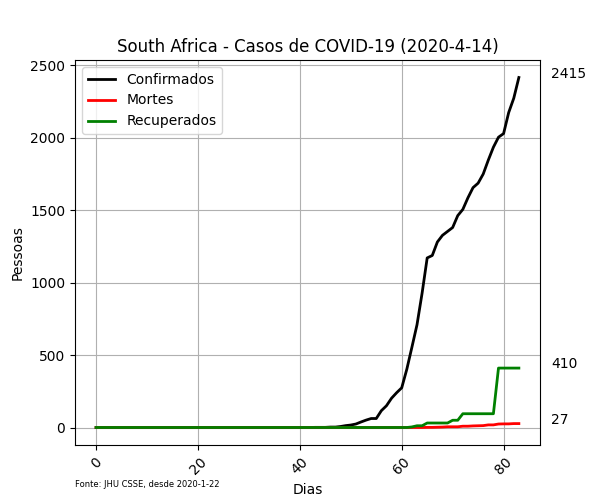 South Africa - Casos de COVID-19 (2020-4-14)
Confirmados
Mortes
Recuperados
2500
2000
1500
1000
500
0
Pessoas
2415
410
27
0
20
40
60
80
Dias
Fonte: JHU CSSE, desde 2020-1-22